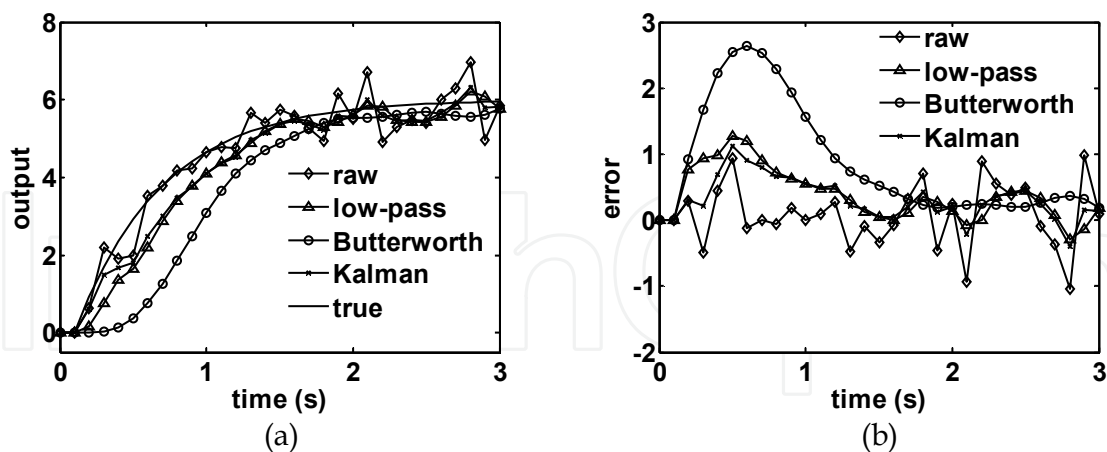 8
6
4
2
0
output
raw
low-pass
Butterworth
Kalman
true
0 1 2 3
time (s)
(a)
3
2
1
0
-1
-2
error
raw
low-pass
Butterworth
Kalman
0 1 2 3
time (s)
(b)